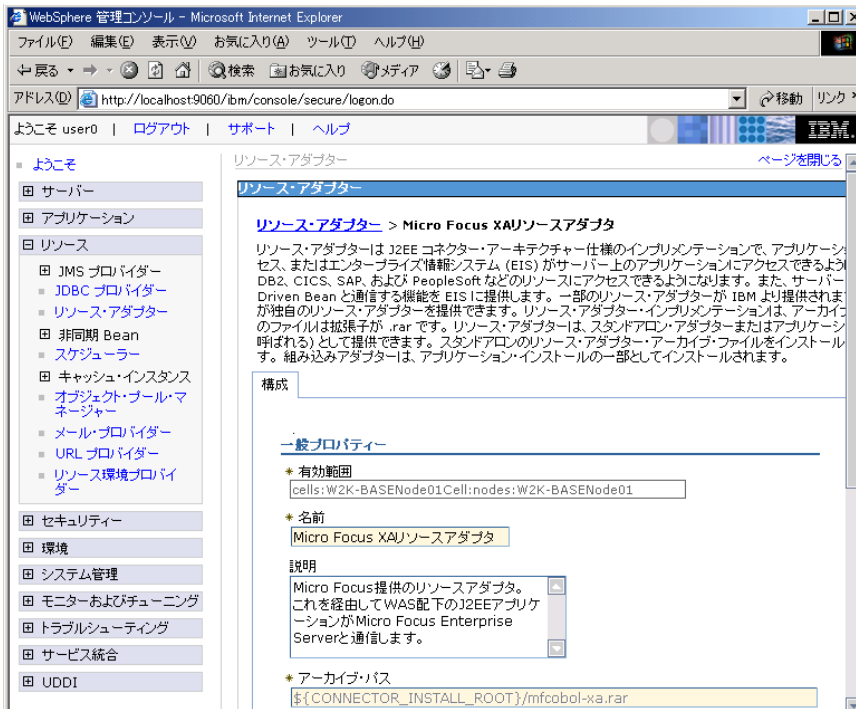 WebSphere 管理コンソール - Microsoft Internet Explorer
ファイル(F) 編集(E) 表示(V) お気に入り(A) ツール(T) ヘルプ(H)
戻る 検索 お気に入り メディア
アドレス(D) http://localhost:9060/ibm/console/secure/logon.do 移動 リンク
ようこそ user0 | ログアウト | サポート | ヘルプ IBM.
ようこそ
サーバー
アプリケーション
リソース
JMS プロバイダー
JDBC プロバイダー
リソース・アダプター
非同期 Bean
スケジューラー
キャッシュ・インスタンス
オブジェクト・プール・マ
ネージャー
メール・プロバイダー
URL プロバイダー
リソース環境プロバイ
ダー
セキュリティー
環境
システム管理
モニターおよびチューニング
トラブルシューティング
サービス統合
UDDI
リソース・アダプター ページを閉じる
リソース・アダプター
リソース・アダプター > Micro Focus XAリソースアダプタ
リソース・アダプターは J2EE コネクター・アーキテクチャー仕様のインプリメンテーションで、アプリケーショ
セス、またはエンタープライズ情報システム (EIS) がサーバー上のアプリケーションにアクセスできるよう
DB2、CICS、SAP、および PeopleSoft などのリソースにアクセスできるようになります。また、サーバー
Driven Bean と通信する機能を EIS に提供します。一部のリソース・アダプターが IBM より提供されま
が独自のリソース・アダプターを提供できます。リソース・アダプター・インプリメンテーションは、アーカイブ
のファイルは拡張子が .rar です。リソース・アダプターは、スタンドアロン・アダプターまたはアプリケーシ
呼ばれる) として提供できます。スタンドアロンのリソース・アダプター・アーカイブ・ファイルをインストール
す。組み込みアダプターは、アプリケーション・インストールの一部としてインストールされます。
構成
一般プロパティー
* 有効範囲
cells:W2K-BASENode01Cell:nodes:W2K-BASENode01
* 名前
Micro Focus XAリソースアダプタ
説明
Micro Focus提供のリソースアダプタ。
これを経由してWAS配下のJ2EEアプリケ
ーションがMicro Focus Enterprise
Serverと通信します。
* アーカイブ・パス
${CONNECTOR_INSTALL_ROOT}/mfcobol-xa.rar